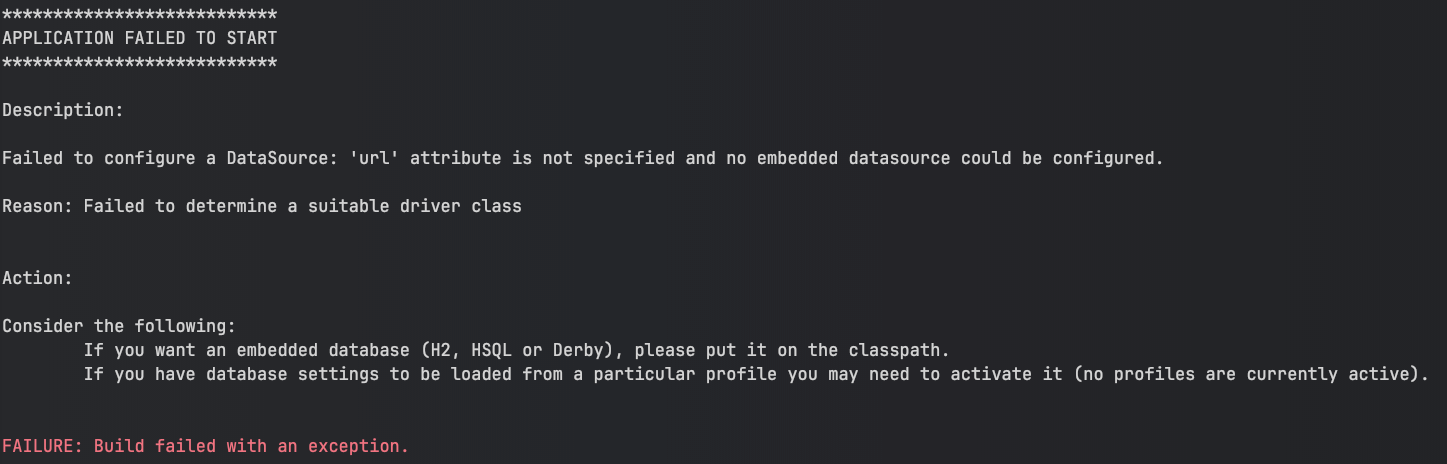 ***************************
APPLICATION FAILED TO START
***************************
Description:
Failed to configure a DataSource: 'url' attribute is not specified and no embedded datasource could be configured.
Reason: Failed to determine a suitable driver class
Action:
Consider the following:
If you want an embedded database (H2, HSQL or Derby), please put it on the classpath.
If you have database settings to be loaded from a particular profile you may need to activate it (no profiles are currently active).
FAILURE: Build failed with an exception.